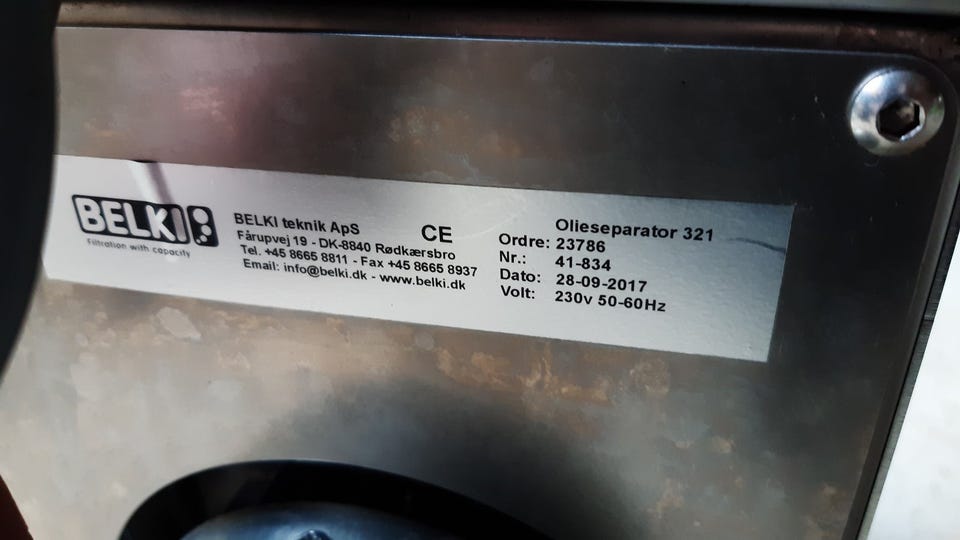 BELKI
Filtration with capacity
BELKI teknik ApS
Fårupvej 19 - DK-8840 Rødkærsbro
Tel. +45 8665 8811 - Fax +45 8665 8937
Email: info@belki.dk - www.belki.dk
CE
Olieseparator 321
Ordre: 23786
Nr.: 41-834
Dato: 28-09-2017
Volt: 230v 50-60Hz